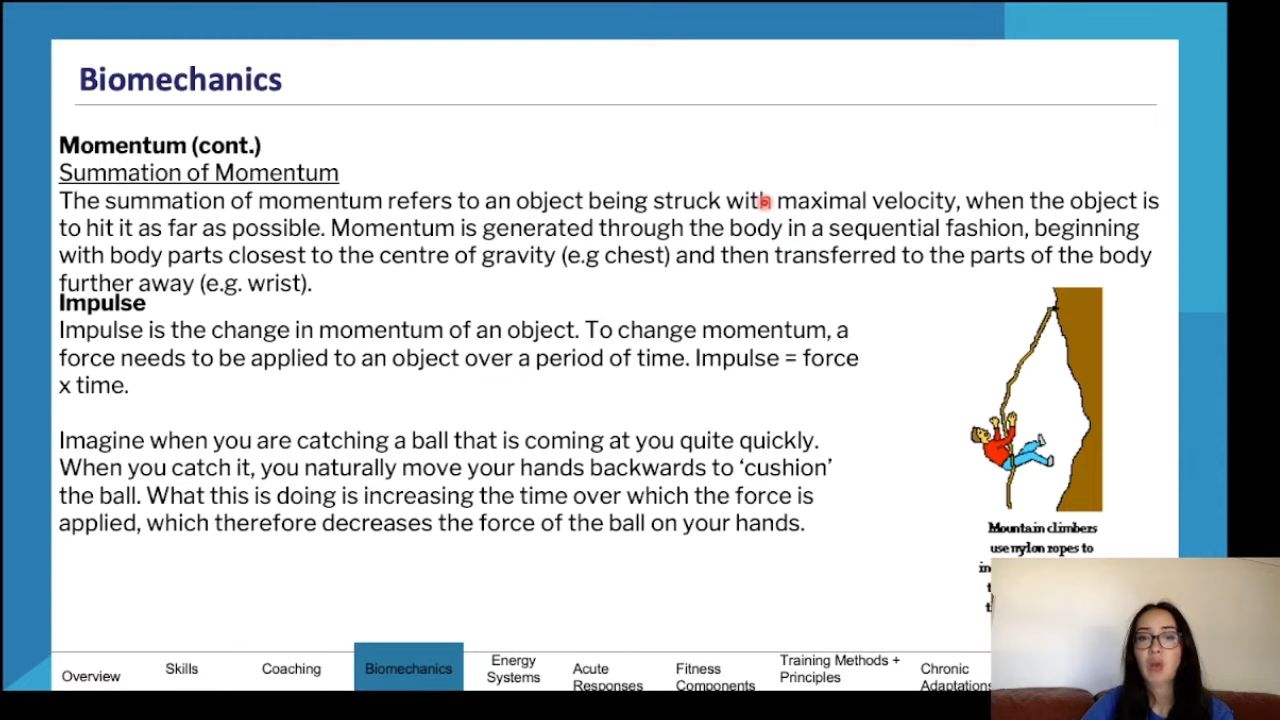 Biomechanics
Momentum (cont.)
Summation of Momentum
The summation of momentum refers to an object being struck with maximal velocity, when the object is
to hit it as far as possible. Momentum is generated through the body in a sequential fashion, beginning
with body parts closest to the centre of gravity (e.g chest) and then transferred to the parts of the body
further away (e.g. wrist).
Impulse
Impulse is the change in momentum of an object. To change momentum, a
force needs to be applied to an object over a period of time. Impulse = force
x time.
Imagine when you are catching a ball that is coming at you quite quickly.
When you catch it, you naturally move your hands backwards to ‘cushion’
the ball. What this is doing is increasing the time over which the force is
applied, which therefore decreases the force of the ball on your hands.
Mountain climbers
use nylon ropes to
Overview
Skills
Coaching
Biomechanics
Energy
Systems
Acute
Responses
Fitness
Components
Training Methods +
Principles
Chronic
Adaptations